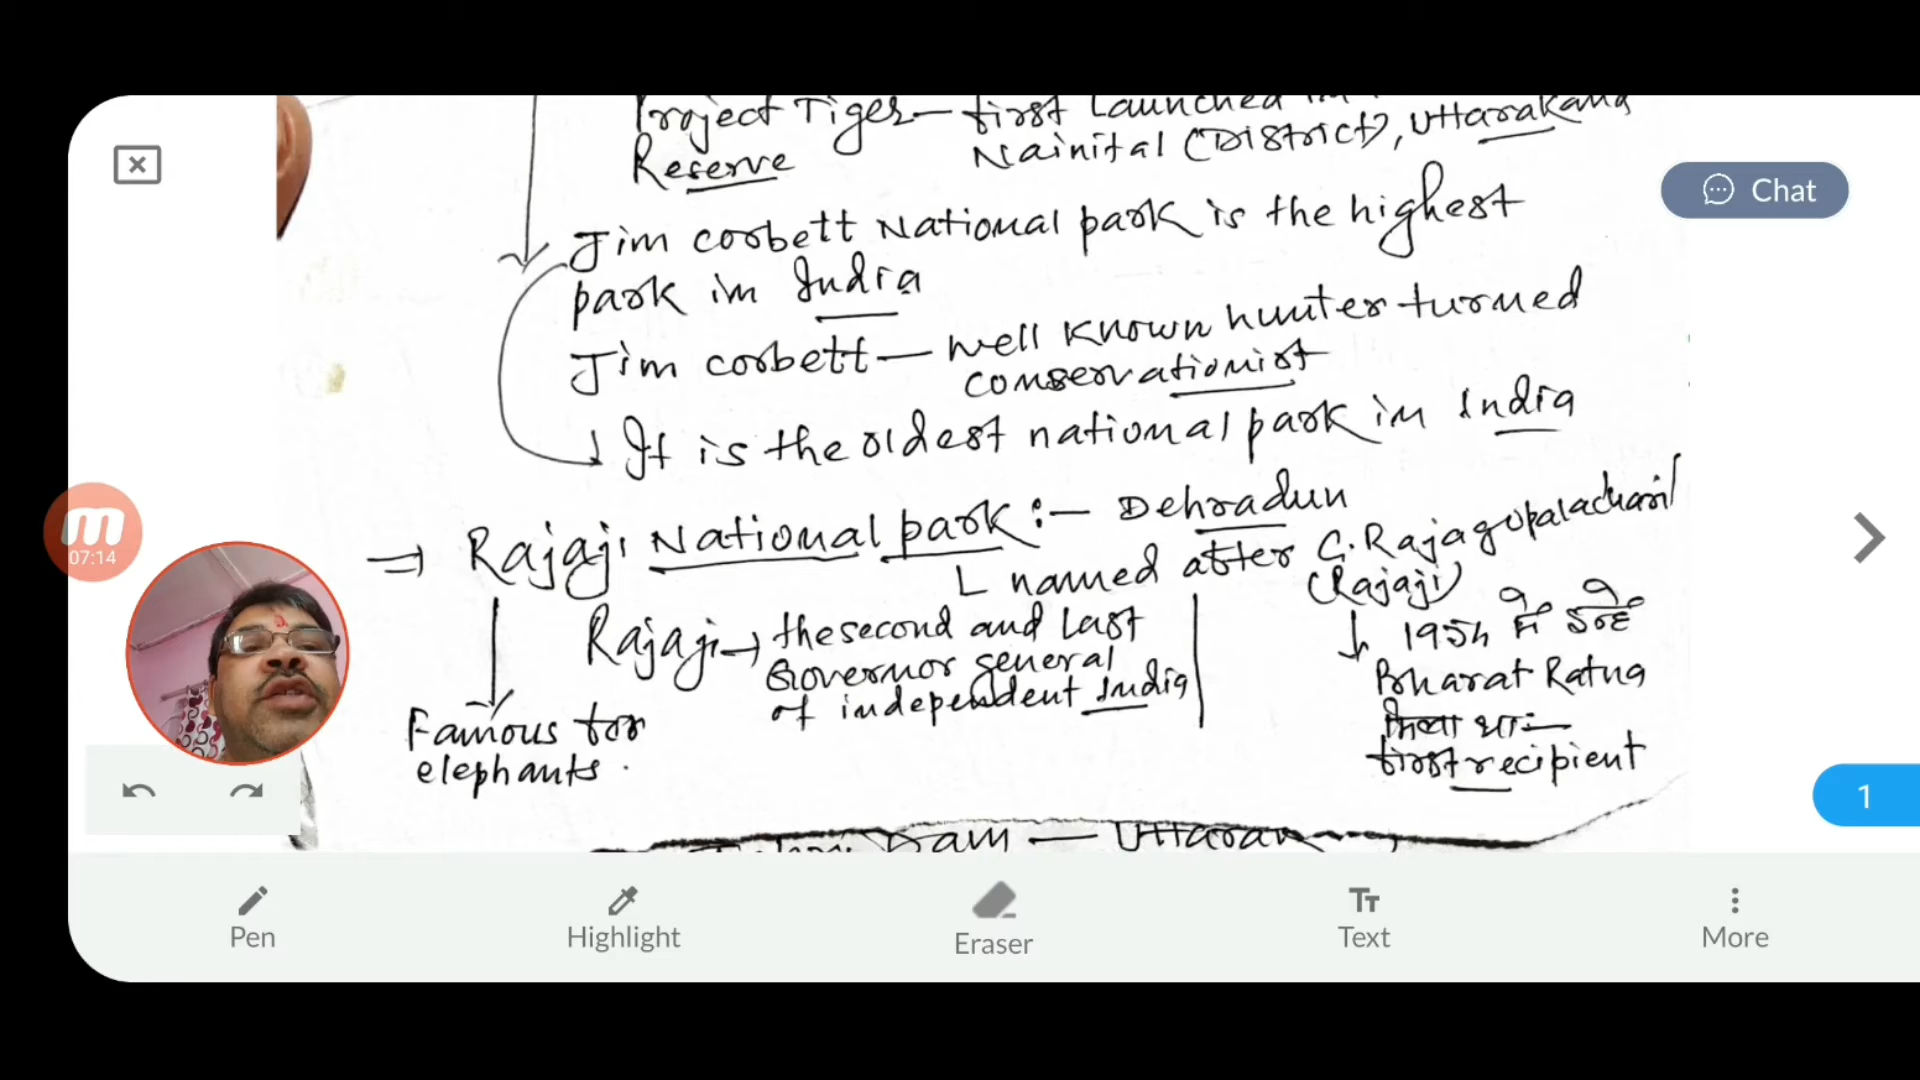 Project Tiger — first Launched in
Reserve Nainital (District), Uttarakhand
Jim corbett National park is the highest
park in India
Jim corbett — well known hunter turned
conservationist
It is the oldest national park in India
⇒ Rajaji National park :— Dehradun
L named after C. Rajagopalachari
(Rajaji)
Rajaji → the second and Last
Governor general
of independent India
1954 में इन्हें
Bharat Ratna
मिला था —
first recipient
Famous for
elephants.
Dam — Uttara
Chat
07:14
1
Pen
Highlight
Eraser
Text
More